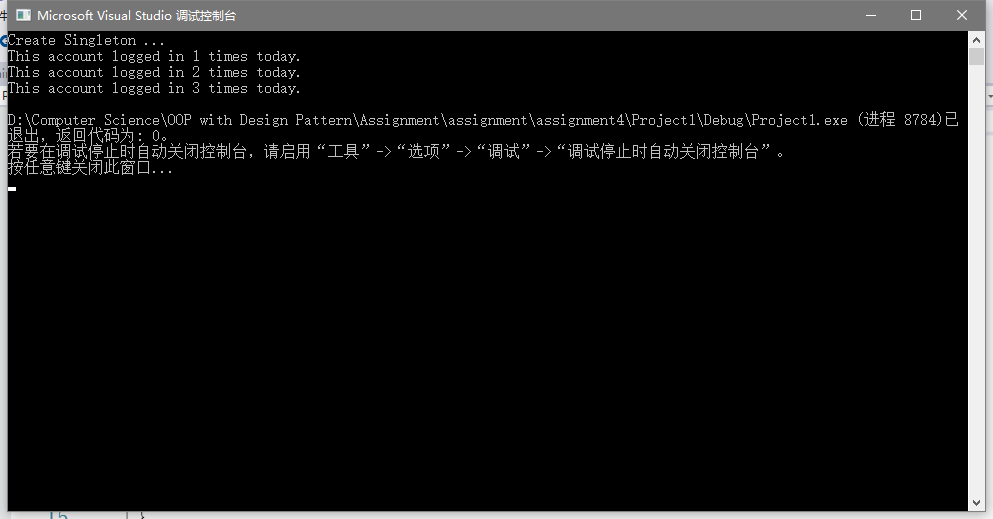 Microsoft Visual Studio 调试控制台
Create Singleton ...
This account logged in 1 times today.
This account logged in 2 times today.
This account logged in 3 times today.
D:\Computer Science\OOP with Design Pattern\Assignment\assignment\assignment4\Project1\Debug\Project1.exe (进程 8784)已
退出，返回代码为: 0。
若要在调试停止时自动关闭控制台，请启用“工具”->“选项”->“调试”->“调试停止时自动关闭控制台”。
按任意键关闭此窗口...